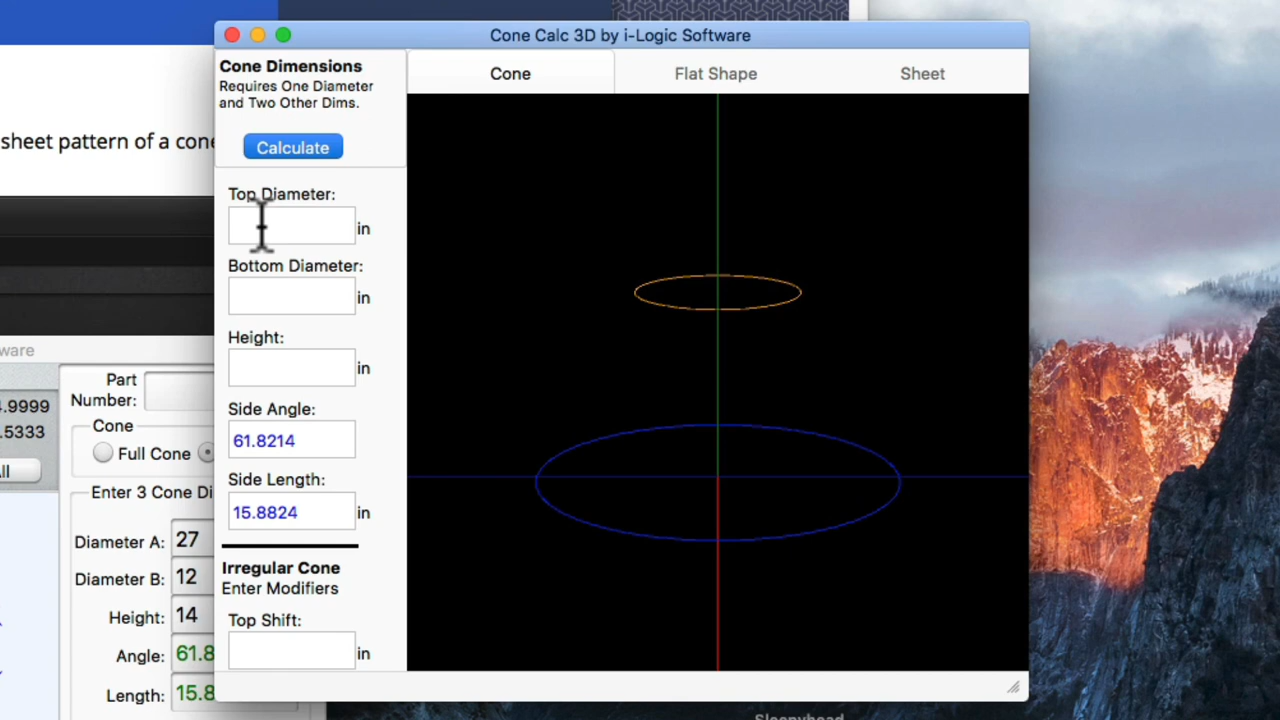 Cone Calc 3D by i-Logic Software
Cone Dimensions
Requires One Diameter
and Two Other Dims.
Calculate
Cone
Flat Shape
Sheet
Top Diameter:
in
Bottom Diameter:
in
Height:
in
Side Angle:
61.8214
Side Length:
15.8824
in
Irregular Cone
Enter Modifiers
Top Shift:
in
sheet pattern of a cone
ware
.9999
.5333
ll
Part
Number:
Cone
Full Cone
Enter 3 Cone Di
Diameter A:
27
Diameter B:
12
Height:
14
Angle:
61.8
Length:
15.8